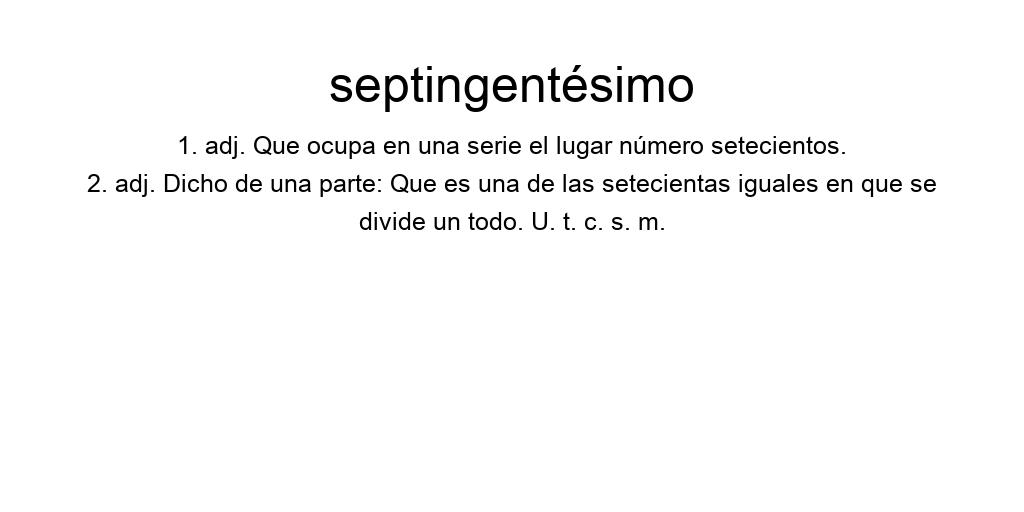 septingentésimo
1. adj. Que ocupa en una serie el lugar número setecientos.
2. adj. Dicho de una parte: Que es una de las setecientas iguales en que se
divide un todo. U. t. c. s. m.